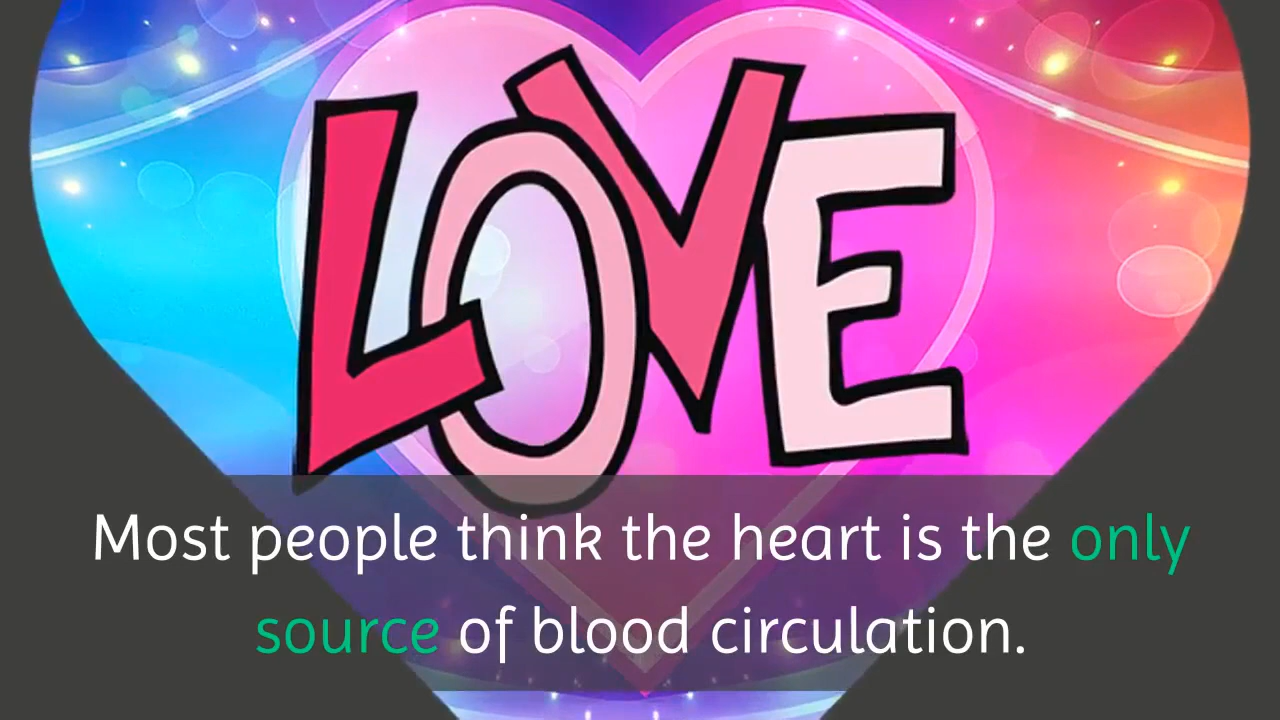 LOVE
Most people think the heart is the only
source of blood circulation.